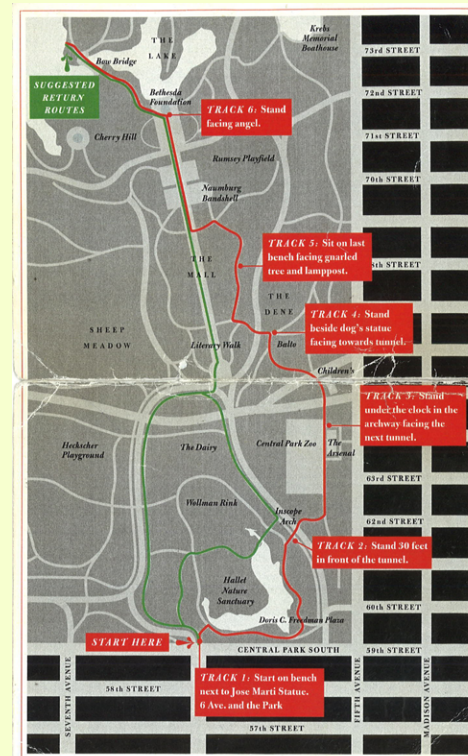 Krebs
Memorial
Boathouse
73rd STREET
THE
LAKE
Bow Bridge
SUGGESTED
RETURN
ROUTES
Bethesda
Foundation
72nd STREET
TRACK 6: Stand
facing angel.
Cherry Hill
71st STREET
Rumsey Playfield
70th STREET
Naumburg
Bandshell
TRACK 5: Sit on last
bench facing gnarled
tree and lamppost.
THE
MALL
8th STREET
THE
DENE
TRACK 4: Stand
beside dog's statue
facing towards tunnel.
SHEEP
MEADOW
Literary Walk
Balto
Children's
TRACK 3: Stand
under the clock in the
archway facing the
next tunnel.
Heckscher
Playground
The Dairy
Central Park Zoo
The
Arsenal
63rd STREET
Wollman Rink
Inscope
Arch
62nd STREET
TRACK 2: Stand 30 feet
in front of the tunnel.
Hallet
Nature
Sanctuary
60th STREET
Doris C. Freedman Plaza
START HERE
CENTRAL PARK SOUTH
59th STREET
TRACK 1: Start on bench
next to Jose Marti Statue.
6 Ave. and the Park
58th STREET
57th STREET
SEVENTH AVENUE
FIFTH AVENUE
MADISON AVENUE